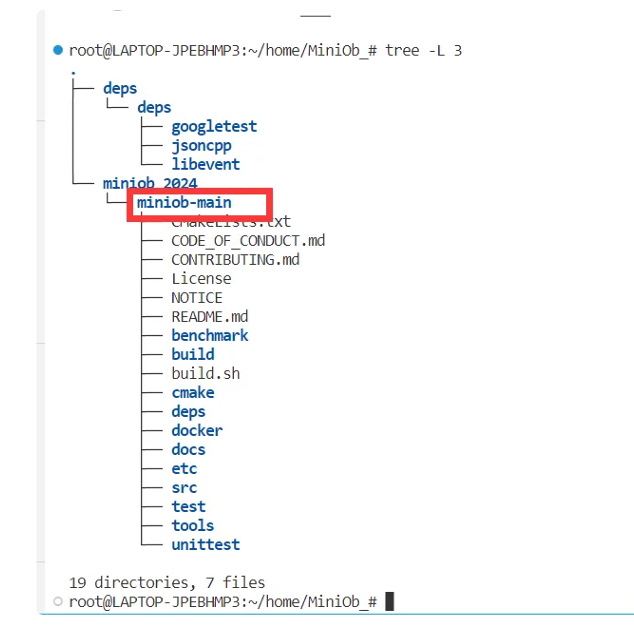 root@LAPTOP-JPEBHMP3:~/home/MiniOb_# tree -L 3
.
├── deps
│   └── deps
│       ├── googletest
│       ├── jsoncpp
│       └── libevent
└── miniob_2024
    └── miniob-main
        ├── CMakeLists.txt
        ├── CODE_OF_CONDUCT.md
        ├── CONTRIBUTING.md
        ├── License
        ├── NOTICE
        ├── README.md
        ├── benchmark
        ├── build
        ├── build.sh
        ├── cmake
        ├── deps
        ├── docker
        ├── docs
        ├── etc
        ├── src
        ├── test
        ├── tools
        └── unittest
19 directories, 7 files
root@LAPTOP-JPEBHMP3:~/home/MiniOb_#